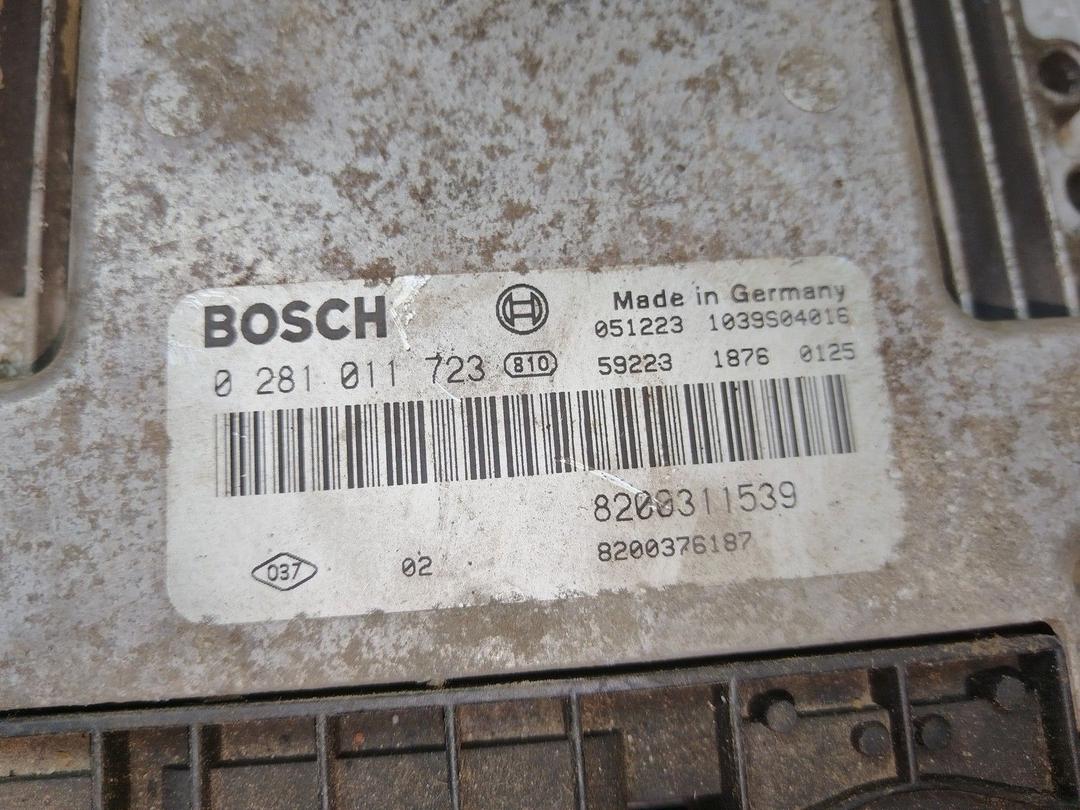 BOSCH
Made in Germany
051223 1039S04016
0 281 011 723 810 59223 1876 0125
8200311539
8200376187
037 02